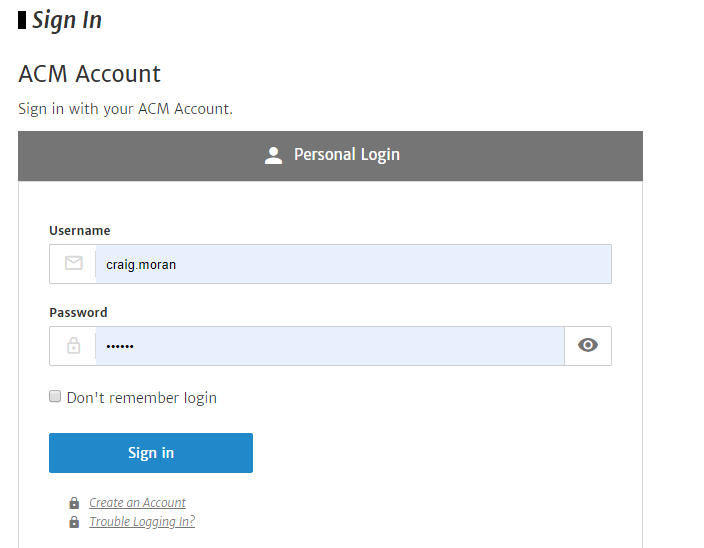 Sign In
ACM Account
Sign in with your ACM Account.
Personal Login
Username
craig.moran
Password
••••••
Don't remember login
Sign in
Create an Account
Trouble Logging In?